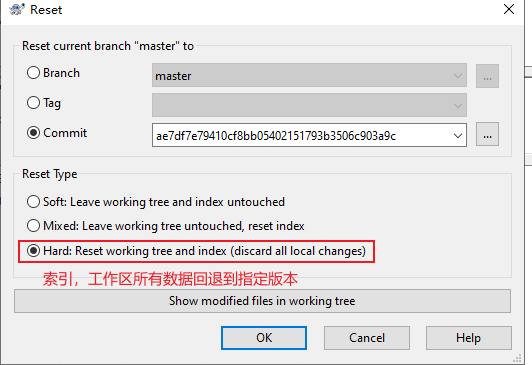 Reset
Reset current branch "master" to
Branch
master
...
Tag
Commit
ae7df7e79410cf8bb05402151793b3506c903a9c
...
Reset Type
Soft: Leave working tree and index untouched
Mixed: Leave working tree untouched, reset index
Hard: Reset working tree and index (discard all local changes)
索引，工作区所有数据回退到指定版本
Show modified files in working tree
OK
Cancel
Help